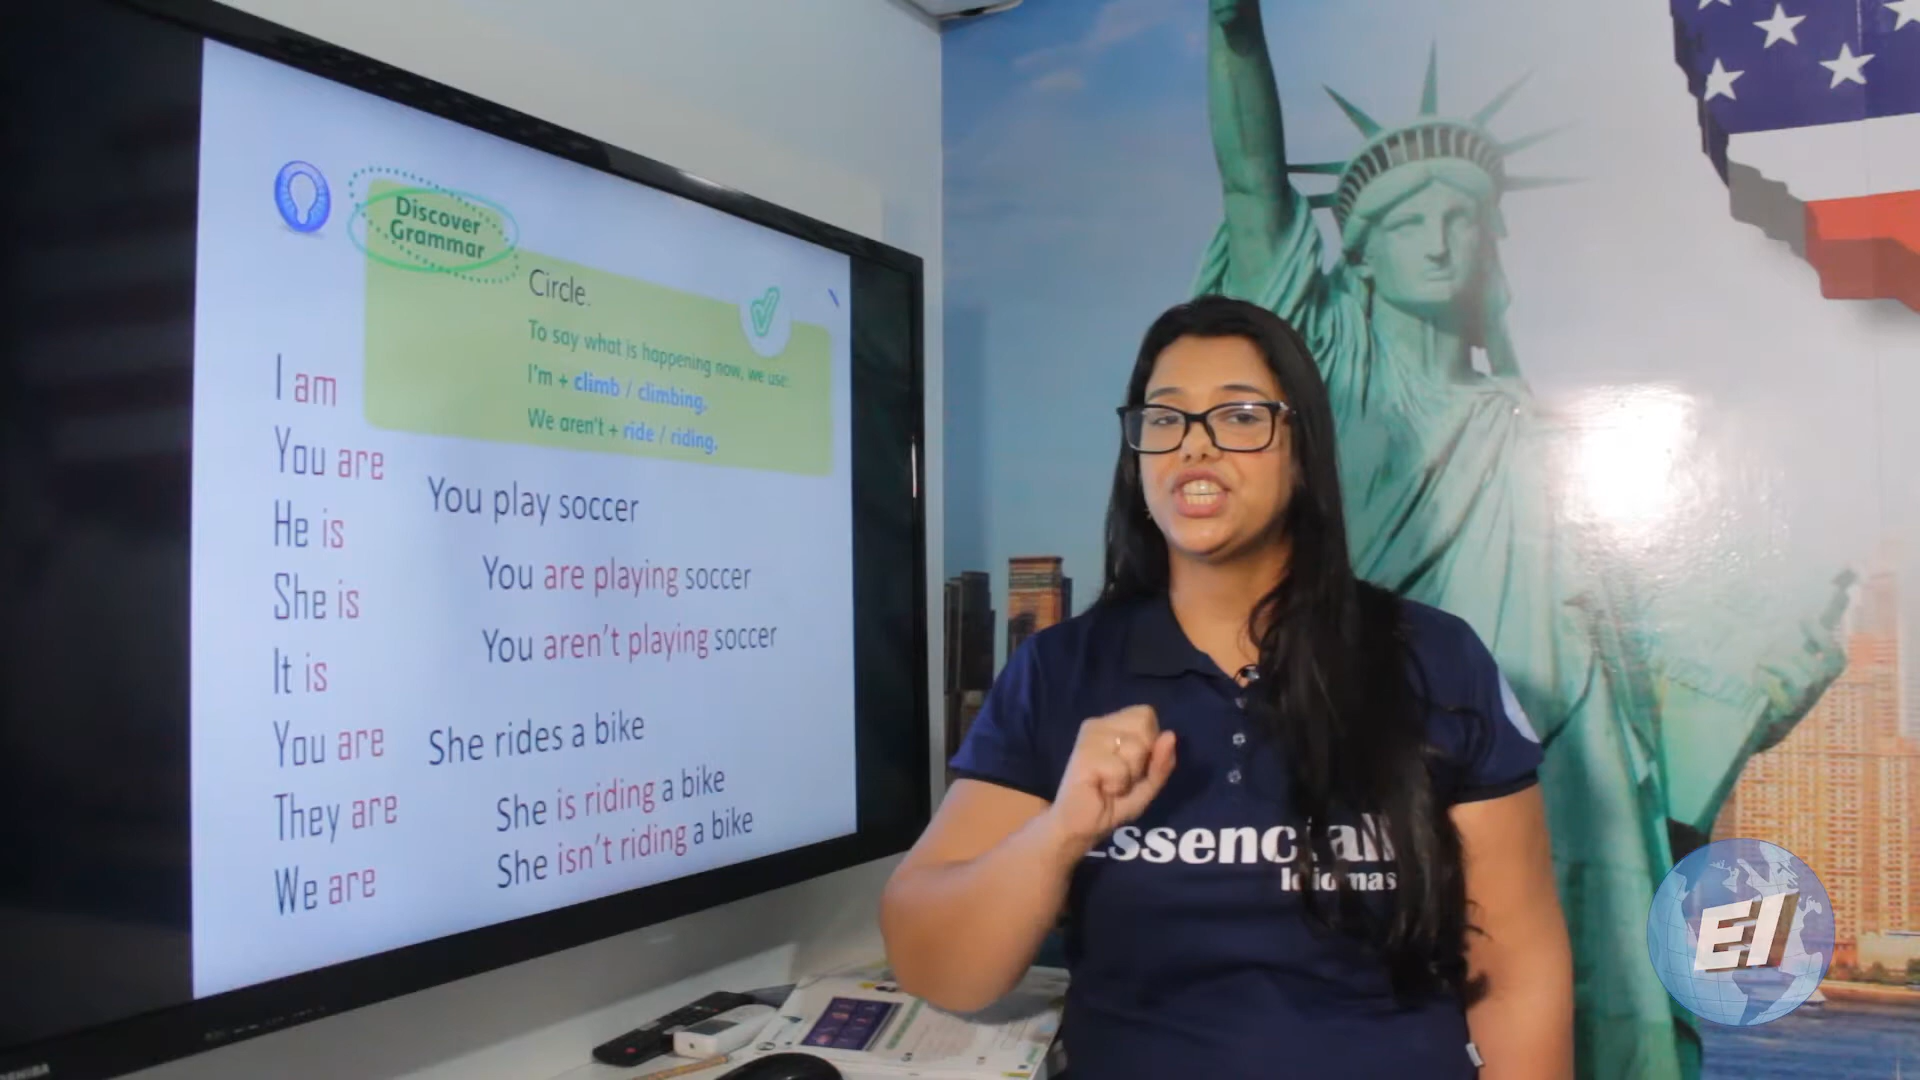 Discover
Grammar
Circle.
To say what is happening now, we use:
I'm + climb / climbing.
We aren't + ride / riding.
I am
You are
He is
She is
It is
You are
They are
We are
You play soccer
You are playing soccer
You aren't playing soccer
She rides a bike
She is riding a bike
She isn't riding a bike
Idiomas
EI